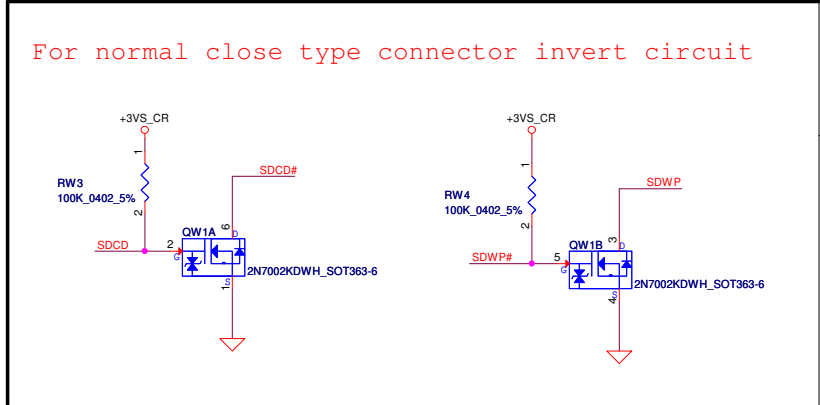 For normal close type connector invert circuit
+3VS_CR
1
RW3
100K_0402_5%
2
SDCD
SDCD#
6
D
2
G
QW1A
2N7002KDWH_SOT363-6
S
1
+3VS_CR
1
RW4
100K_0402_5%
2
SDWP#
SDWP
3
D
5
G
QW1B
2N7002KDWH_SOT363-6
S
4